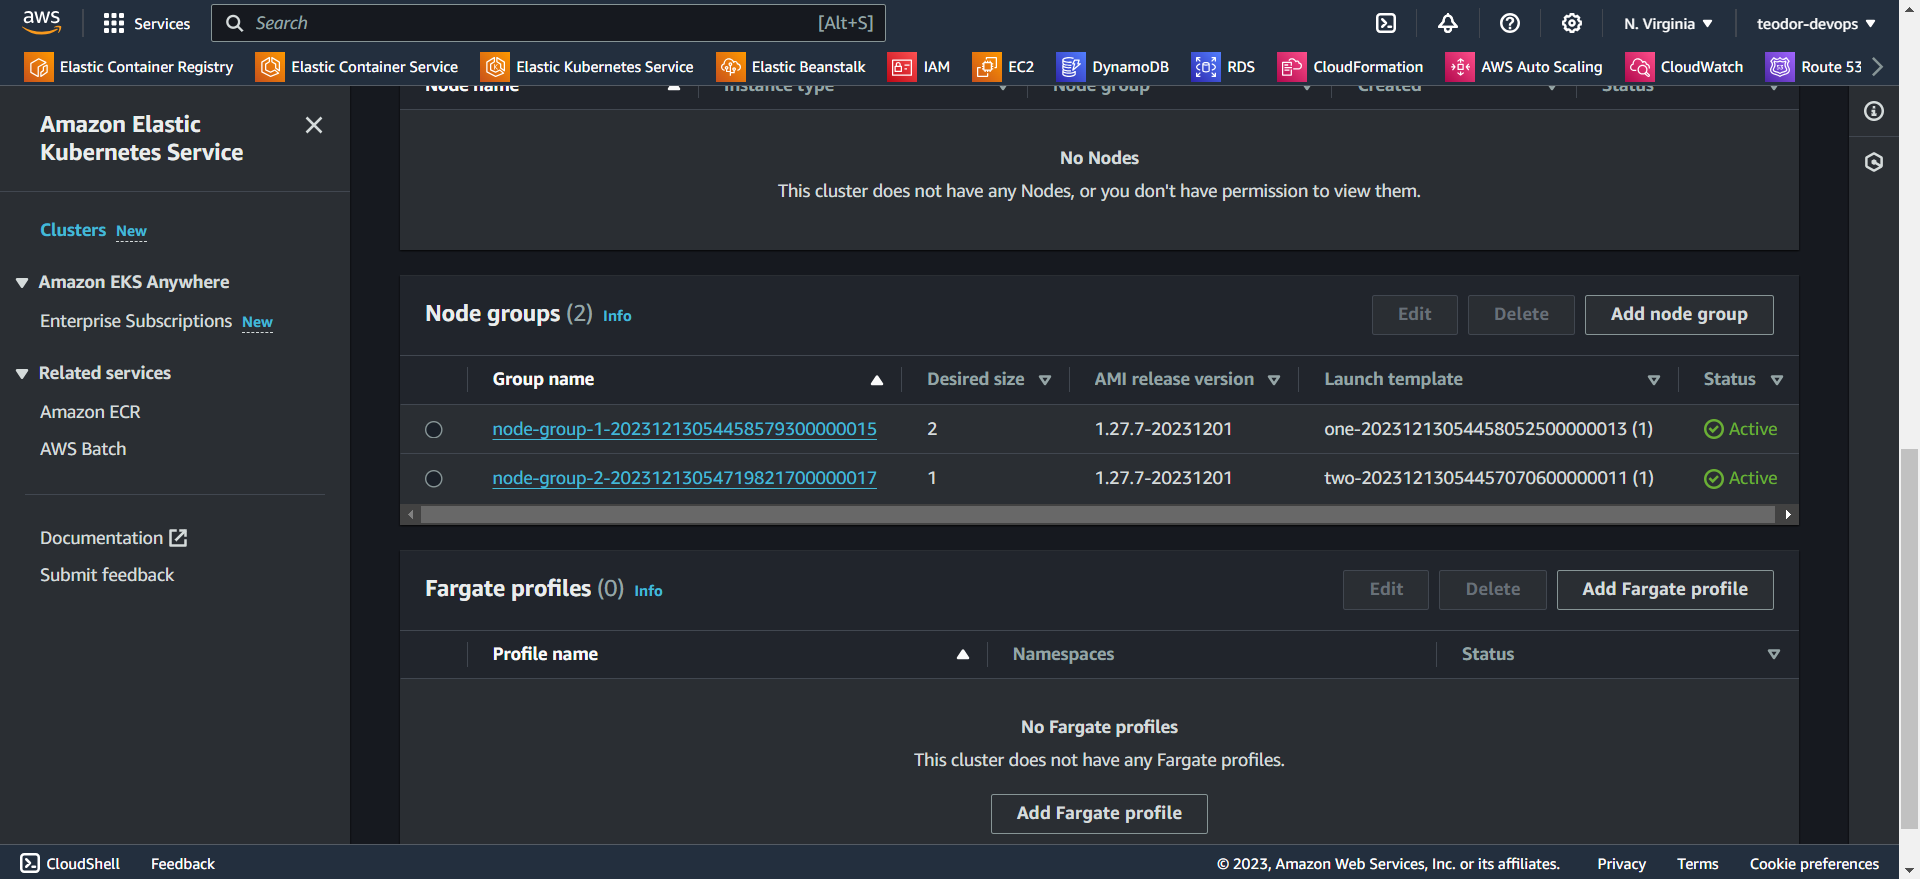 aws Services Search [Alt+S] N. Virginia teodor-devops
Elastic Container Registry Elastic Container Service Elastic Kubernetes Service Elastic Beanstalk IAM EC2 DynamoDB RDS CloudFormation AWS Auto Scaling CloudWatch Route 53
Amazon Elastic
Kubernetes Service
Clusters New
Amazon EKS Anywhere
Enterprise Subscriptions New
Related services
Amazon ECR
AWS Batch
Documentation
Submit feedback
Node name Instance type Node group Created Status
No Nodes
This cluster does not have any Nodes, or you don't have permission to view them.
Node groups (2) Info Edit Delete Add node group
Group name Desired size AMI release version Launch template Status
node-group-1-20231213054458579300000015 2 1.27.7-20231201 one-20231213054458052500000013 (1) Active
node-group-2-20231213054719821700000017 1 1.27.7-20231201 two-20231213054457070600000011 (1) Active
Fargate profiles (0) Info Edit Delete Add Fargate profile
Profile name Namespaces Status
No Fargate profiles
This cluster does not have any Fargate profiles.
Add Fargate profile
CloudShell Feedback © 2023, Amazon Web Services, Inc. or its affiliates. Privacy Terms Cookie preferences